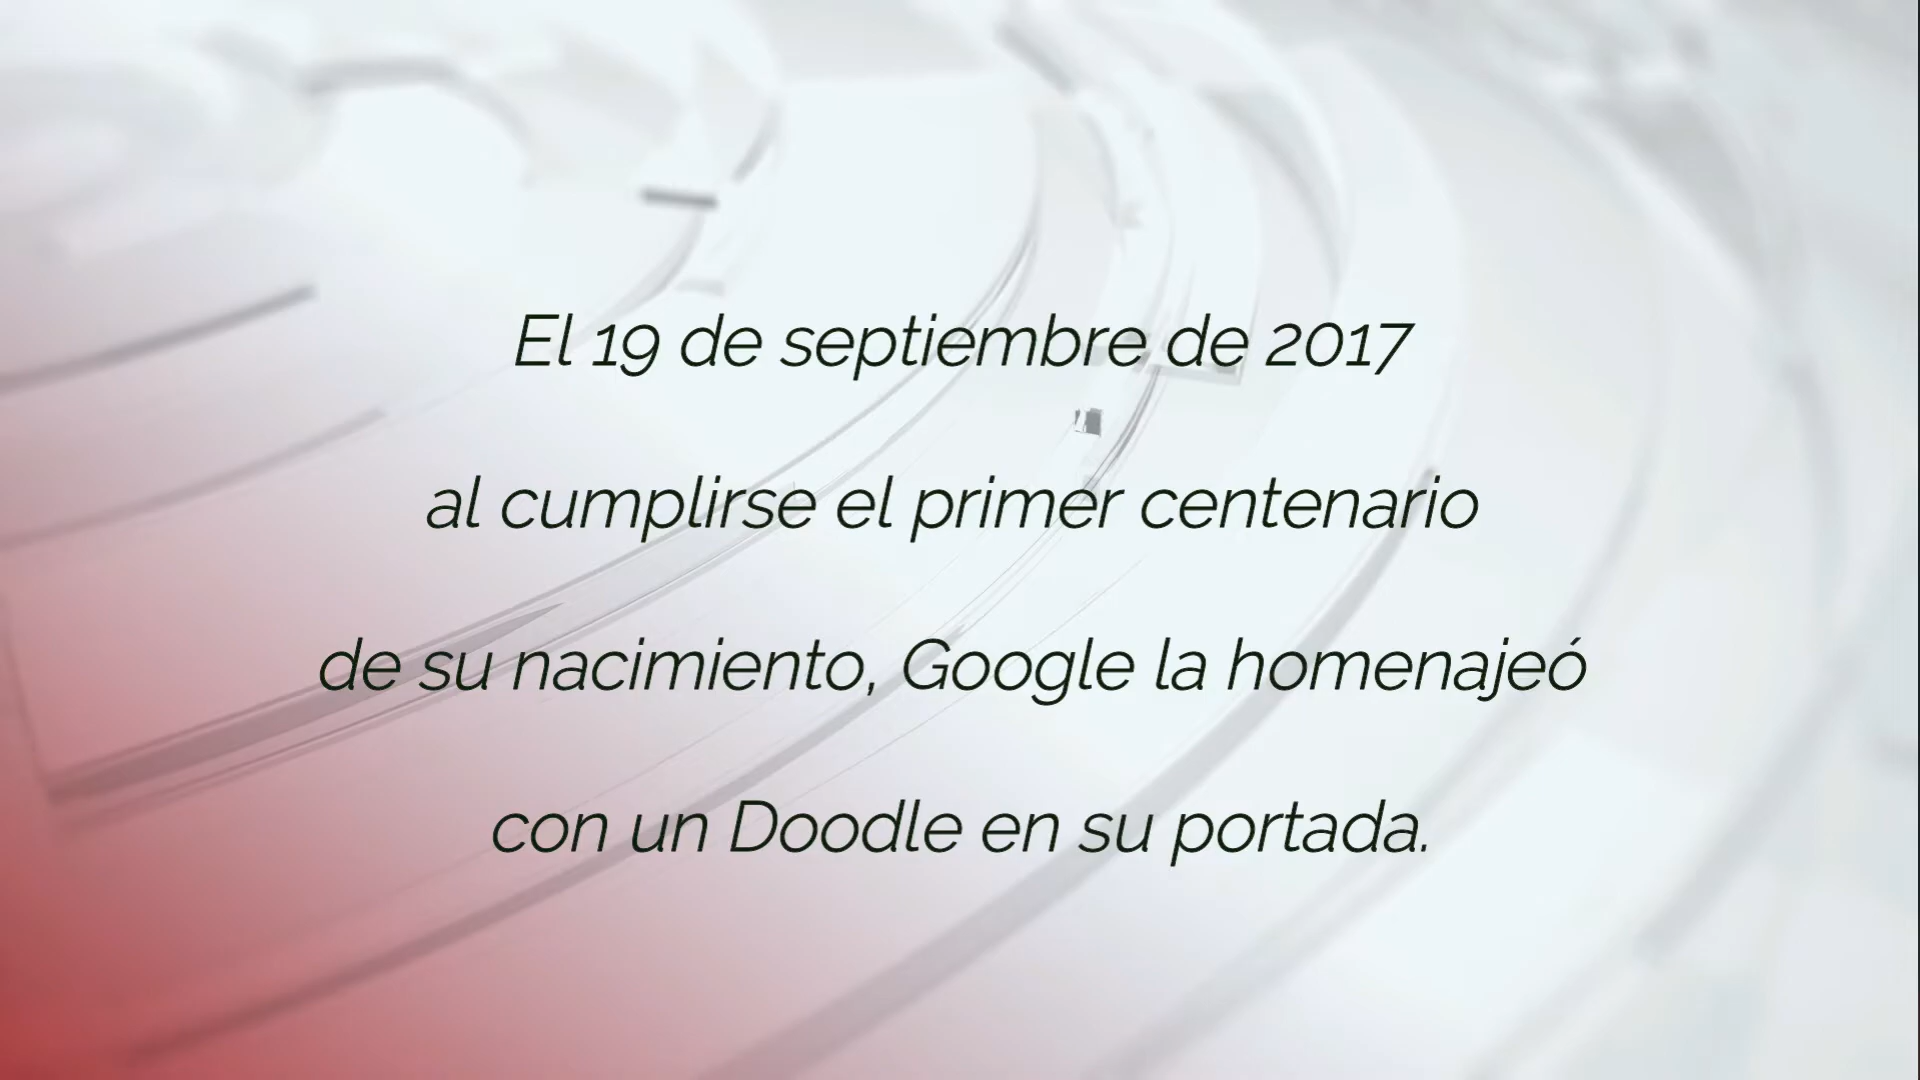 El 19 de septiembre de 2017
al cumplirse el primer centenario
de su nacimiento, Google la homenajeó
con un Doodle en su portada.